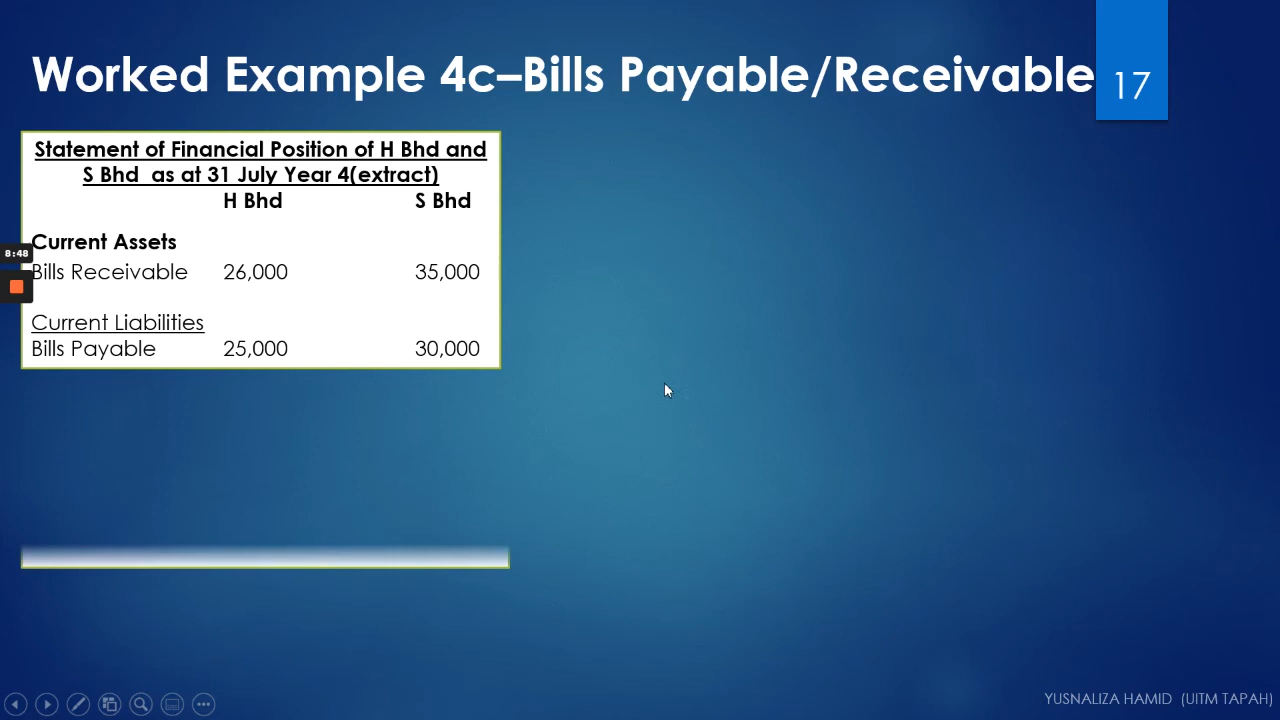 Worked Example 4c–Bills Payable/Receivable
17
Statement of Financial Position of H Bhd and
S Bhd as at 31 July Year 4(extract)
H Bhd S Bhd
Current Assets
8:48
Bills Receivable 26,000 35,000
Current Liabilities
Bills Payable 25,000 30,000
YUSNALIZA HAMID (UITM TAPAH)